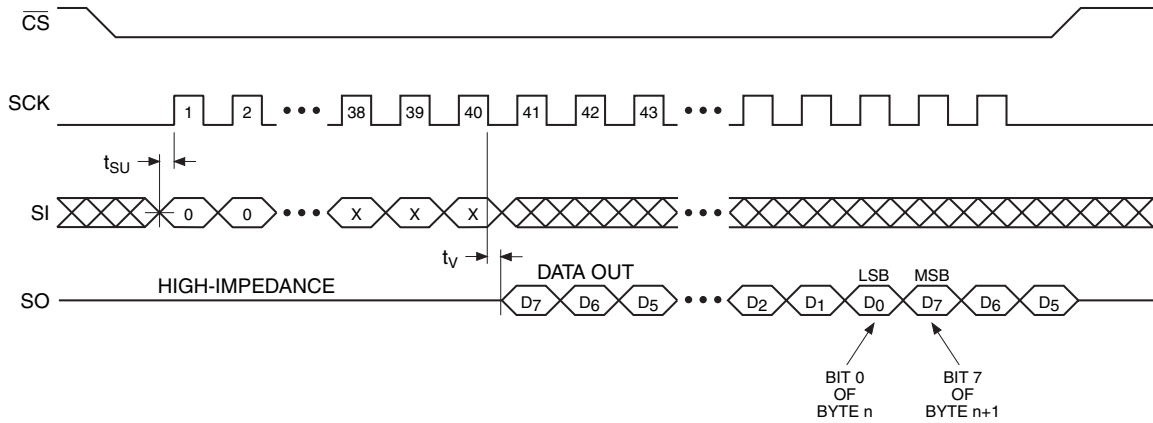 CS
SCK 1 2 ••• 38 39 40 41 42 43 •••
tSU
SI 0 0 ••• X X X •••
tV
HIGH-IMPEDANCE DATA OUT LSB MSB
SO D7 D6 D5 ••• D2 D1 D0 D7 D6 D5
BIT 0
OF
BYTE n
BIT 7
OF
BYTE n+1